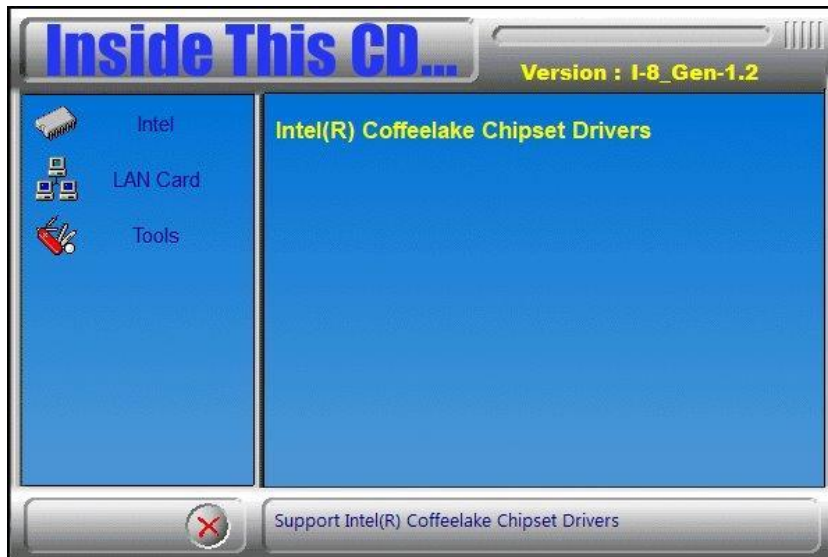 Inside This CD...
Version : I-8_Gen-1.2
Intel
LAN Card
Tools
Intel(R) Coffeelake Chipset Drivers
Support Intel(R) Coffeelake Chipset Drivers